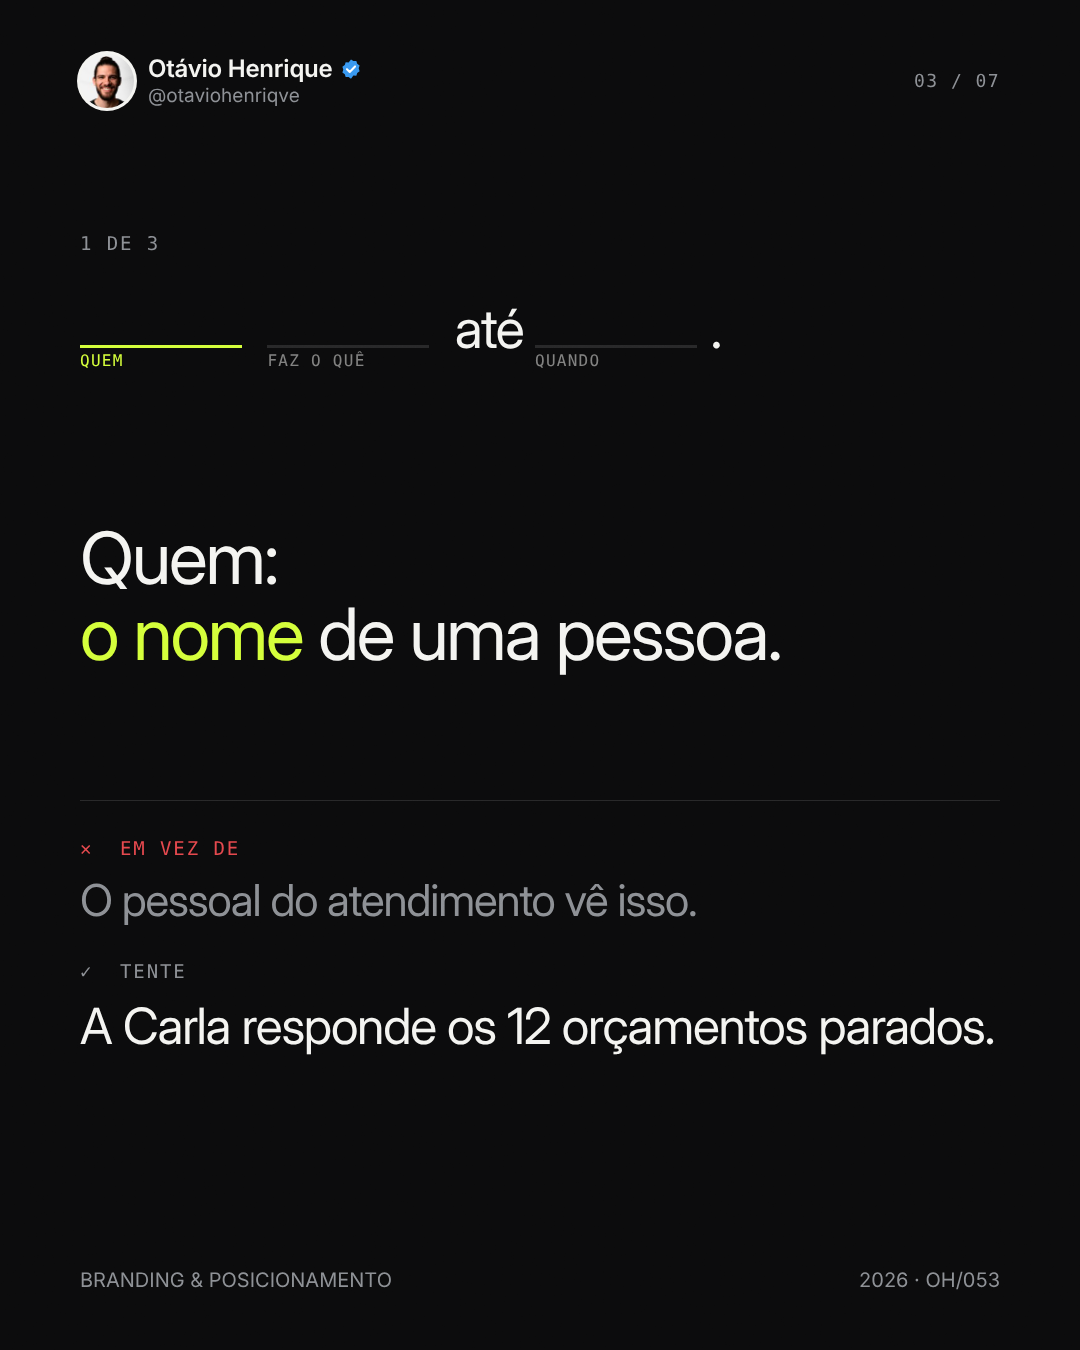 Otávio Henrique
@otaviohenriqve
03 / 07
1 DE 3
até .
QUEM FAZ O QUÊ QUANDO
Quem:
o nome de uma pessoa.
× EM VEZ DE
O pessoal do atendimento vê isso.
✓ TENTE
A Carla responde os 12 orçamentos parados.
BRANDING & POSICIONAMENTO
2026 · OH/053